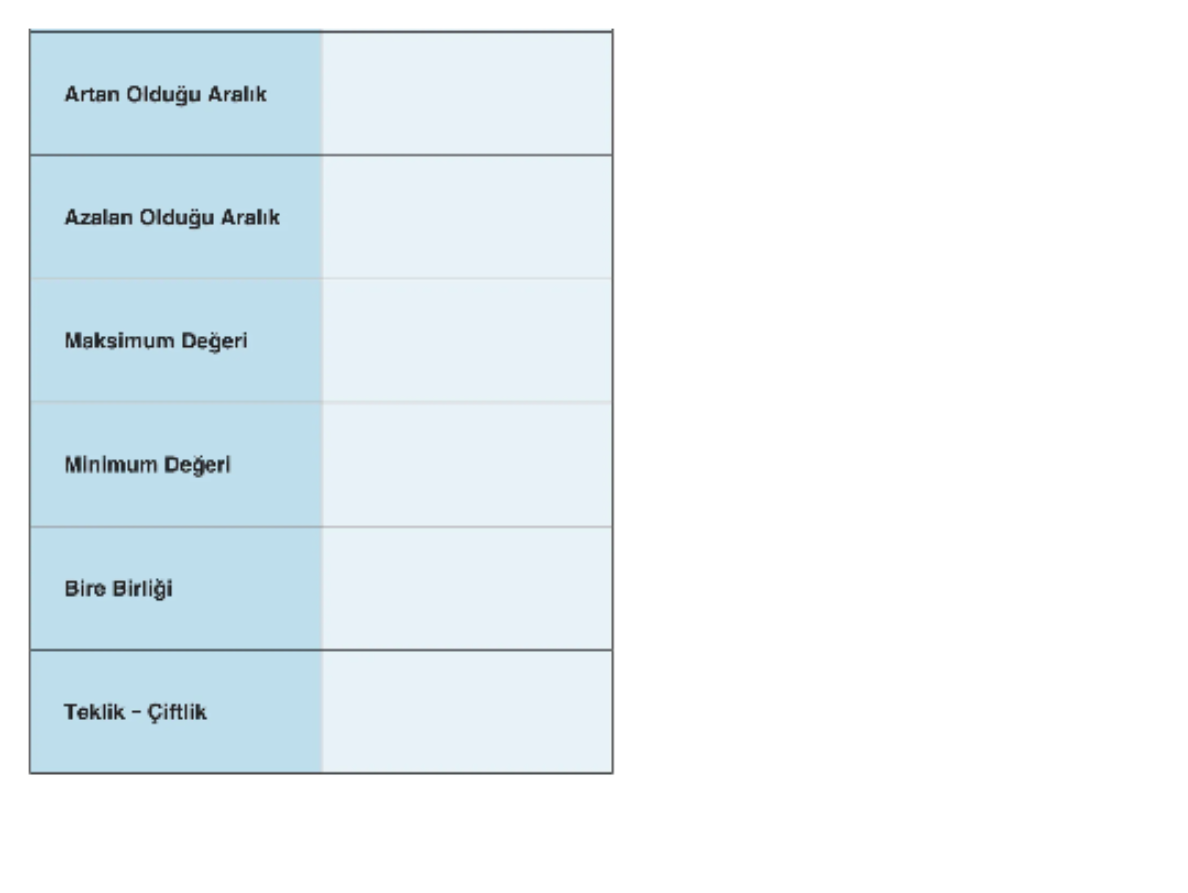 Artan Olduğu Aralık
Azalan Olduğu Aralık
Maksimum Değeri
Minimum Değeri
Bire Birliği
Teklik – Çiftlik